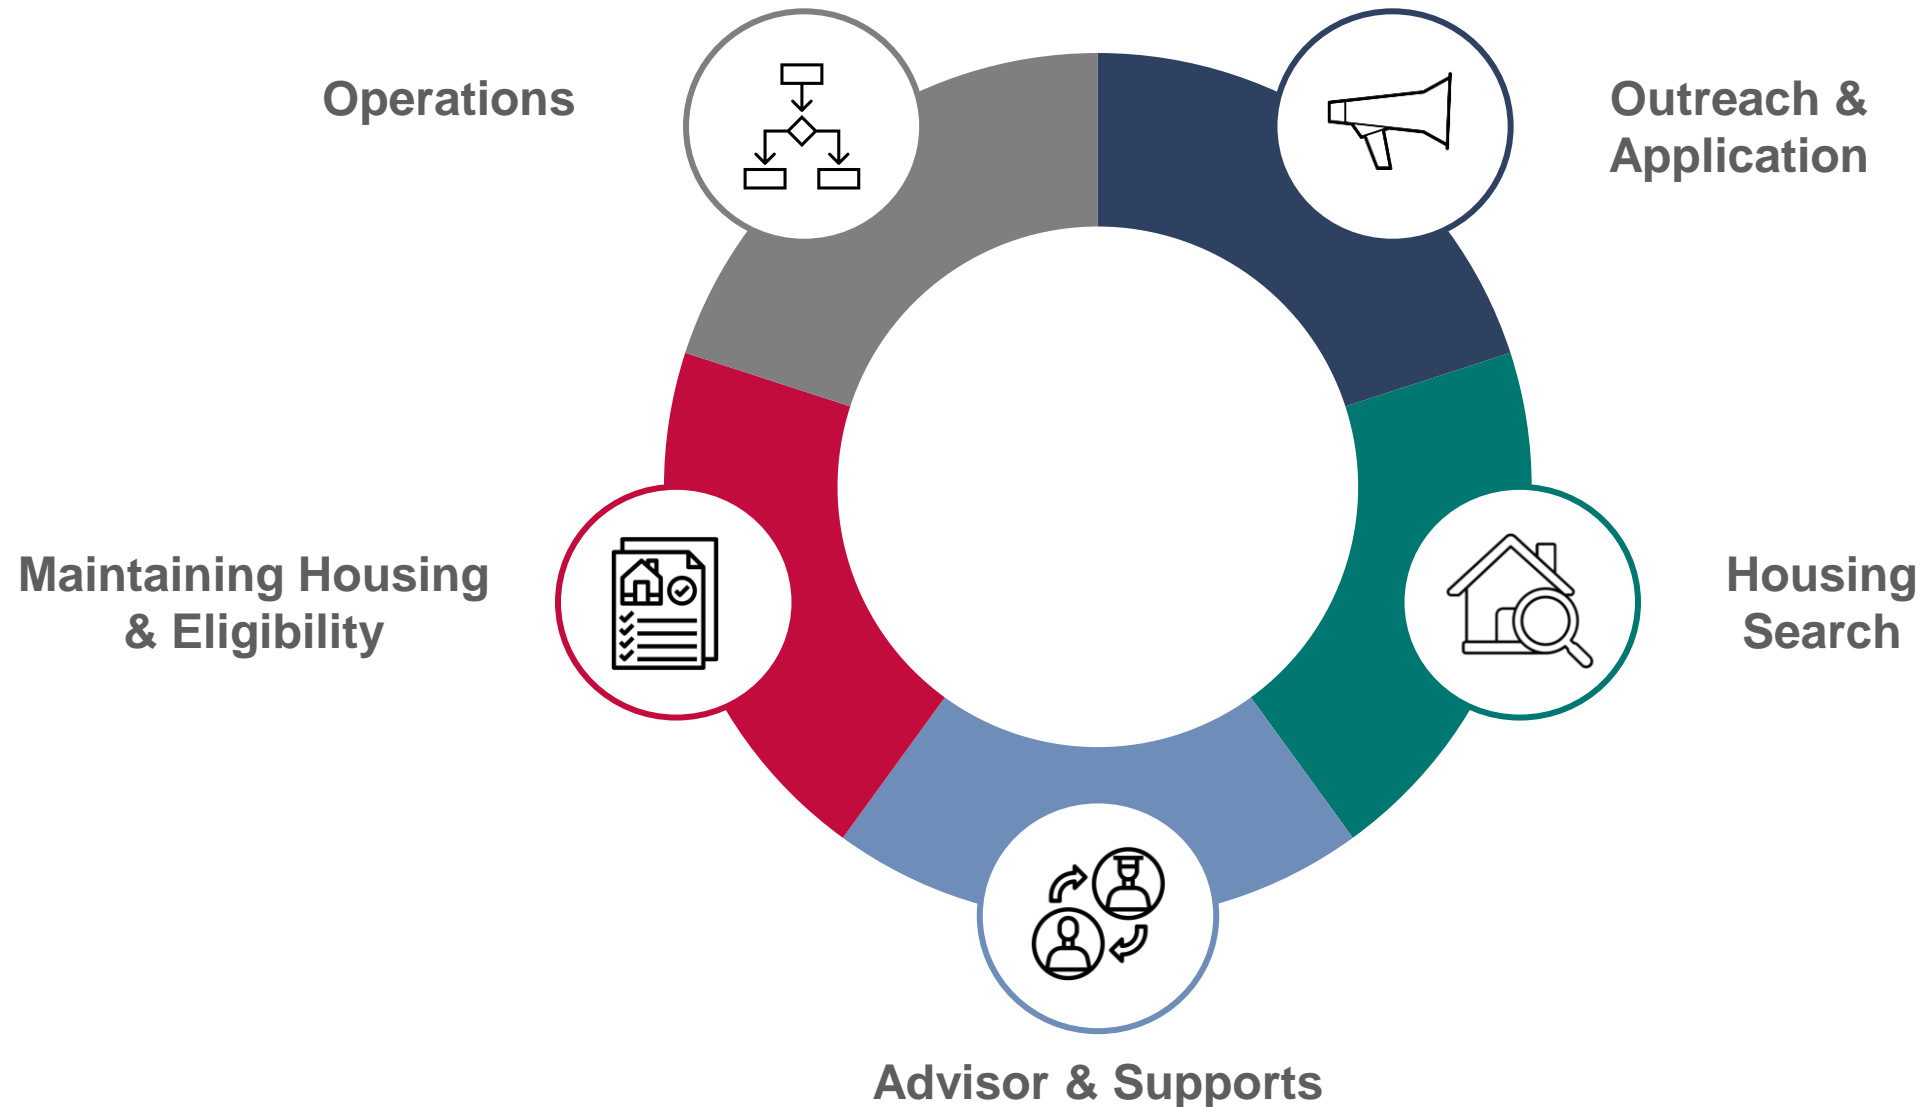 Operations
Outreach &
Application
Maintaining Housing
& Eligibility
Housing
Search
Advisor & Supports